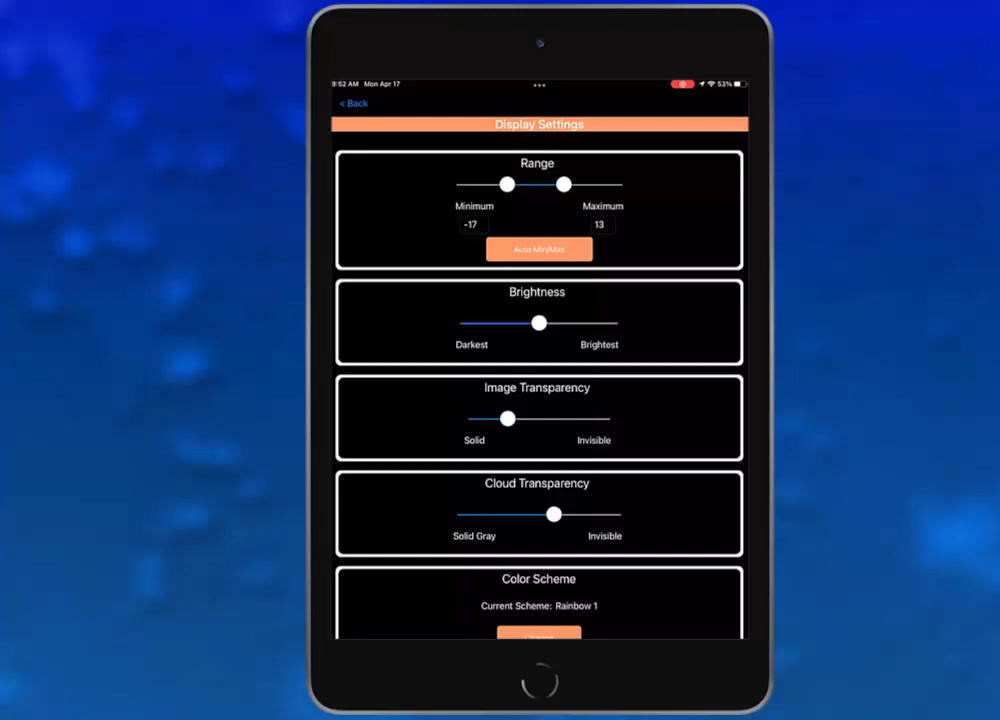 9:52 AM Mon Apr 17
53%
< Back
Display Settings
Range
Minimum Maximum
-17 13
Auto Min/Max
Brightness
Darkest Brightest
Image Transparency
Solid Invisible
Cloud Transparency
Solid Gray Invisible
Color Scheme
Current Scheme: Rainbow 1
Change